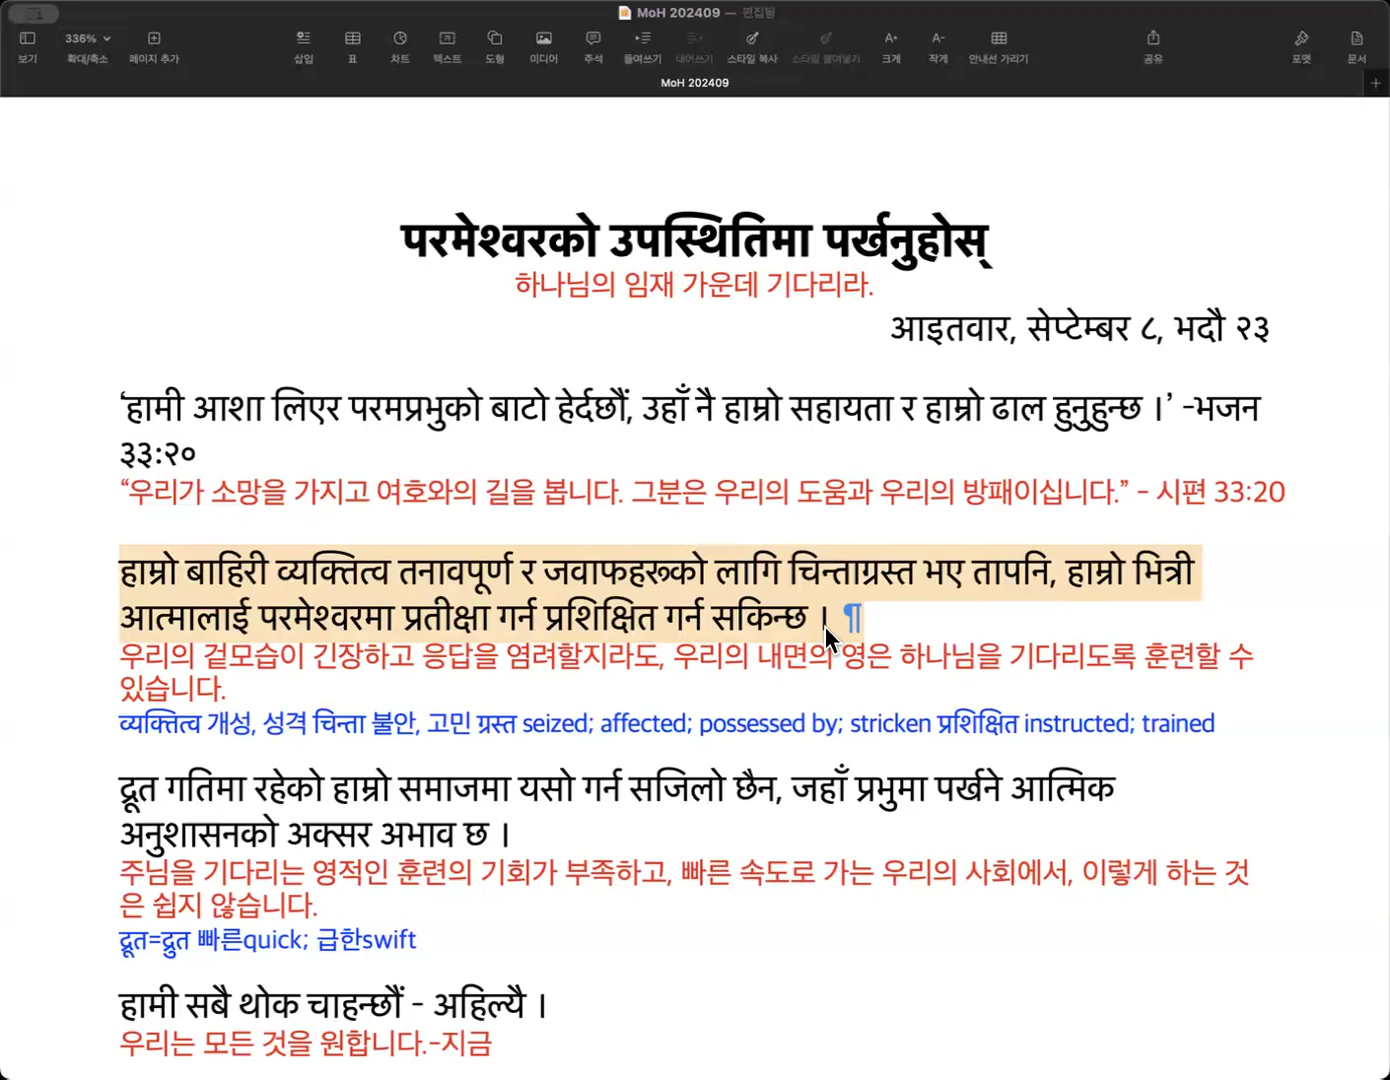 MoH 202409 — 편집됨
336%
보기 확대/축소 페이지 추가 삽입 표 차트 텍스트 도형 미디어 주석 들여쓰기 내어쓰기 스타일 복사 스타일 붙여넣기 크게 작게 안내선 가리기 공유 포맷 문서
MoH 202409
परमेश्वरको उपस्थितिमा पर्खनुहोस्
하나님의 임재 가운데 기다리라.
आइतवार, सेप्टेम्बर ८, भदौ २३
‘हामी आशा लिएर परमप्रभुको बाटो हेर्दछौं, उहाँ नै हाम्रो सहायता र हाम्रो ढाल हुनुहुन्छ ।’ -भजन
३३:२०
“우리가 소망을 가지고 여호와의 길을 봅니다. 그분은 우리의 도움과 우리의 방패이십니다.” - 시편 33:20
हाम्रो बाहिरी व्यक्तित्व तनावपूर्ण र जवाफहरूको लागि चिन्ताग्रस्त भए तापनि, हाम्रो भित्री
आत्मालाई परमेश्वरमा प्रतीक्षा गर्न प्रशिक्षित गर्न सकिन्छ । ¶
우리의 겉모습이 긴장하고 응답을 염려할지라도, 우리의 내면의 영은 하나님을 기다리도록 훈련할 수
있습니다.
व्यक्तित्व 개성, 성격 चिन्ता 불안, 고민 ग्रस्त seized; affected; possessed by; stricken प्रशिक्षित instructed; trained
द्रूत गतिमा रहेको हाम्रो समाजमा यसो गर्न सजिलो छैन, जहाँ प्रभुमा पर्खने आत्मिक
अनुशासनको अक्सर अभाव छ ।
주님을 기다리는 영적인 훈련의 기회가 부족하고, 빠른 속도로 가는 우리의 사회에서, 이렇게 하는 것
은 쉽지 않습니다.
द्रूत=द्रुत 빠른quick; 급한swift
हामी सबै थोक चाहन्छौं - अहिल्यै ।
우리는 모든 것을 원합니다.-지금